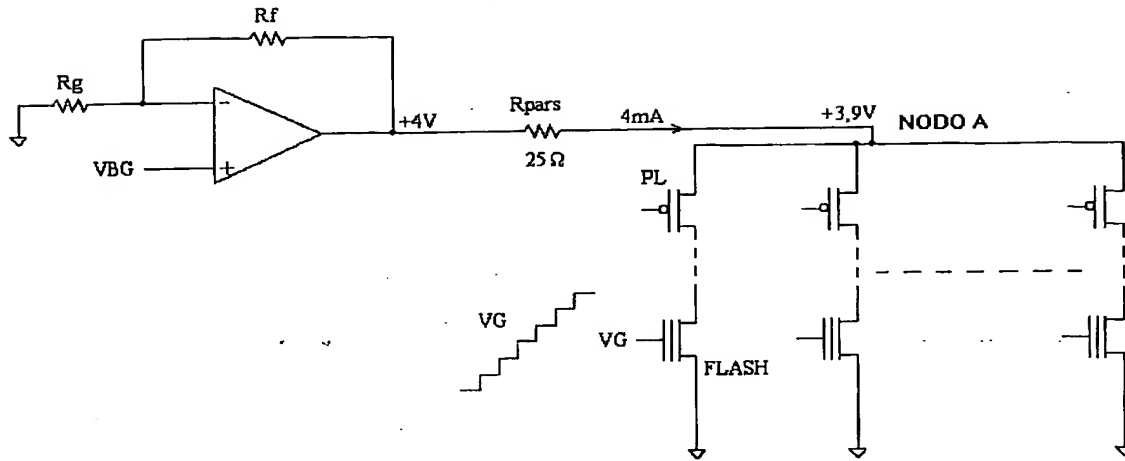 Rf
Rg
VBG
+4V
Rpars
25 Ω
4mA
+3,9V
NODO A
PL
VG
VG
FLASH